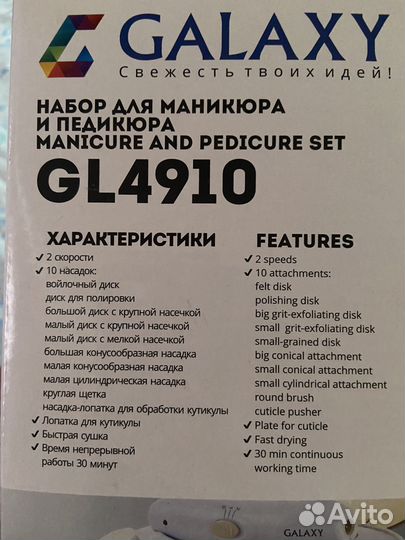 GALAXY
Свежесть твоих идей!
НАБОР ДЛЯ МАНИКЮРА
И ПЕДИКЮРА
MANICURE AND PEDICURE SET
GL4910
ХАРАКТЕРИСТИКИ
✓ 2 скорости
✓ 10 насадок:
войлочный диск
диск для полировки
большой диск с крупной насечкой
малый диск с крупной насечкой
малый диск с мелкой насечкой
большая конусообразная насадка
малая конусообразная насадка
малая цилиндрическая насадка
круглая щетка
насадка-лопатка для обработки кутикулы
✓ Лопатка для кутикулы
✓ Быстрая сушка
✓ Время непрерывной
работы 30 минут
FEATURES
✓ 2 speeds
✓ 10 attachments:
felt disk
polishing disk
big grit-exfoliating disk
small grit-exfoliating disk
small-grained disk
big conical attachment
small conical attachment
small cylindrical attachment
round brush
cuticle pusher
✓ Plate for cuticle
✓ Fast drying
✓ 30 min continuous
working time
GALAXY
Avito